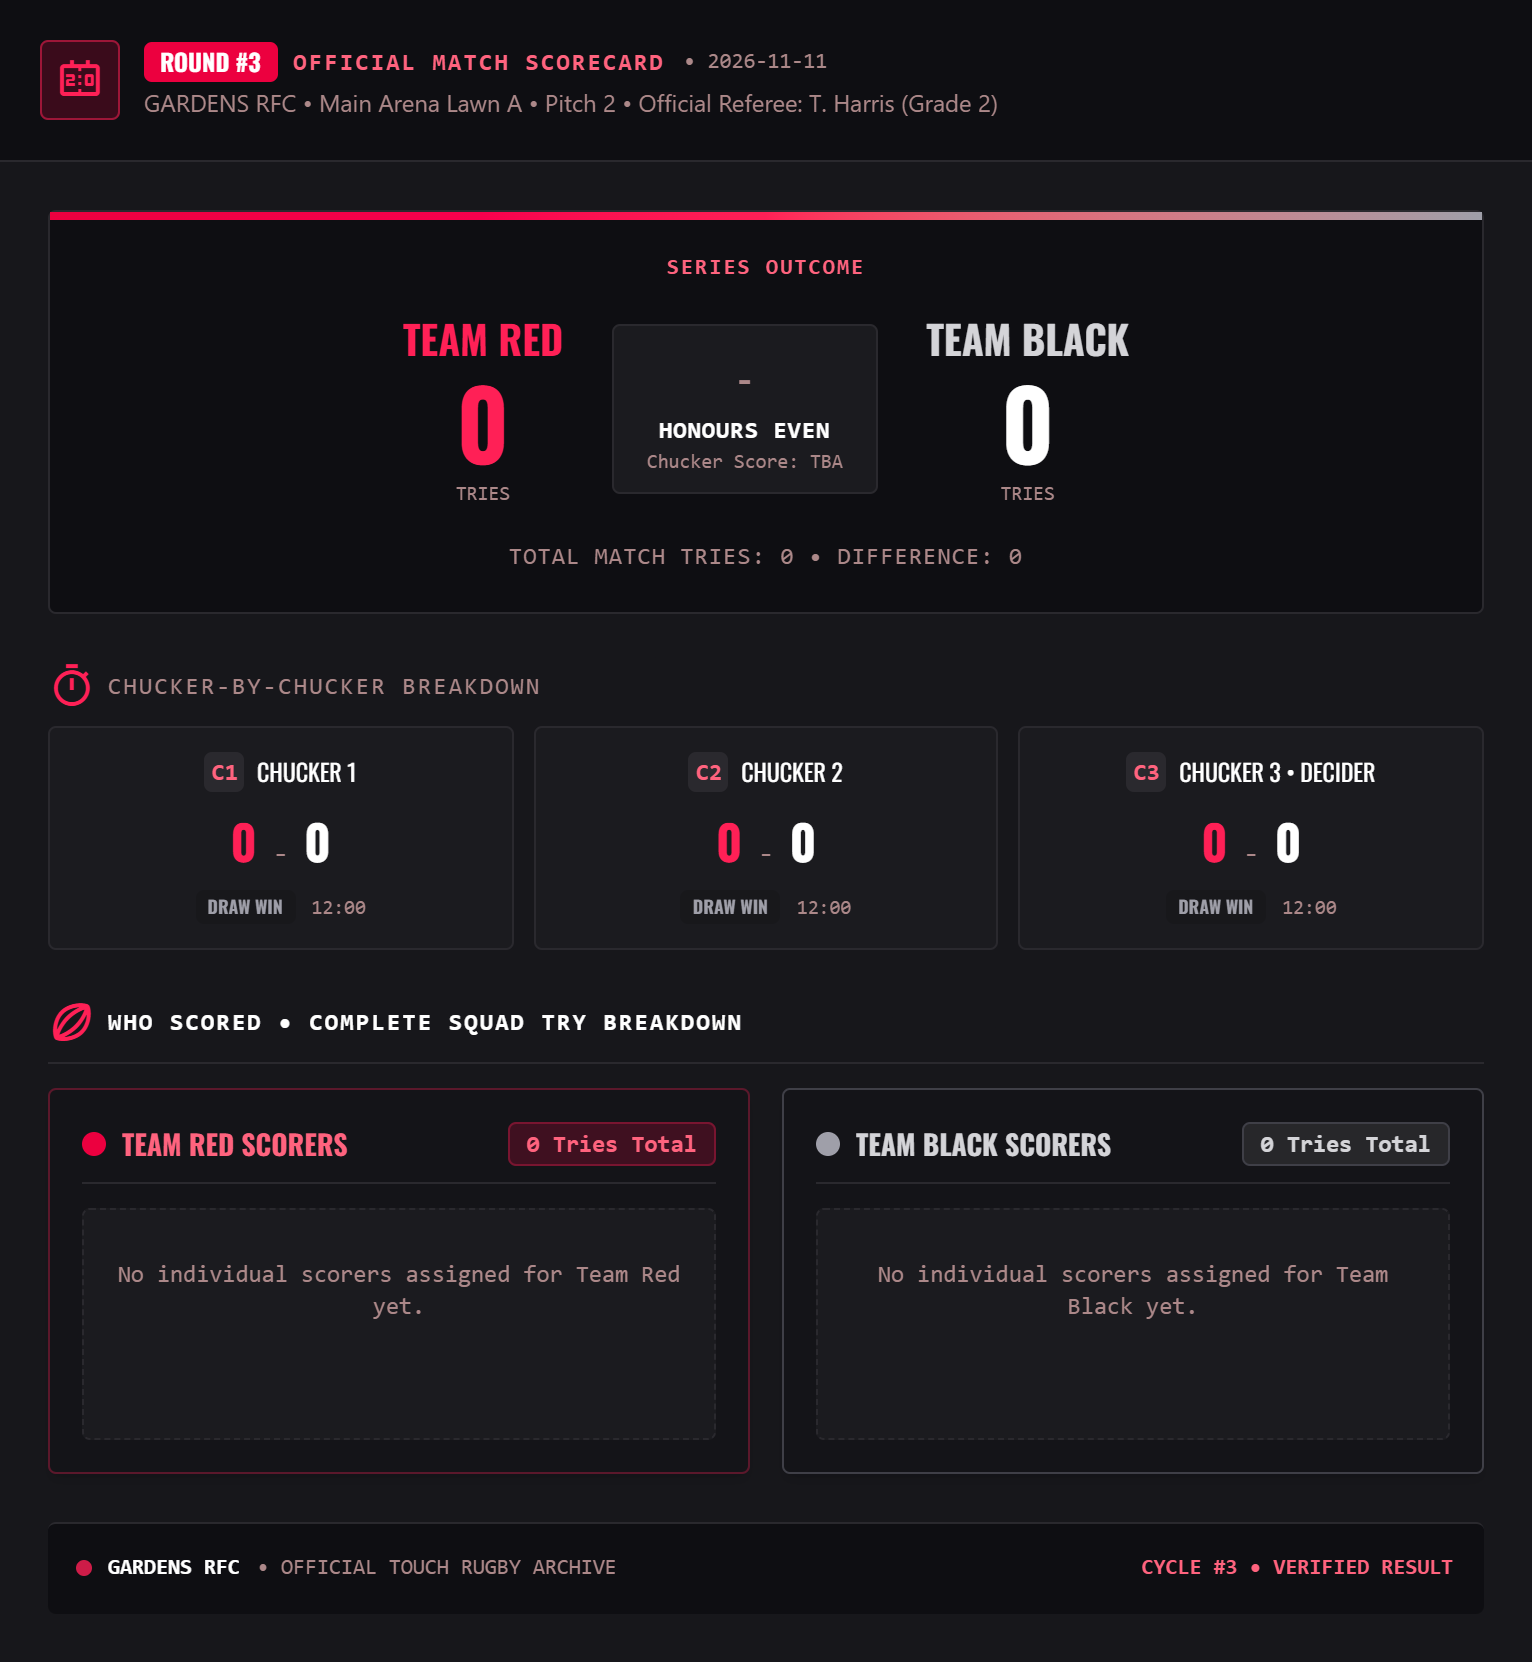 ROUND #3 OFFICIAL MATCH SCORECARD • 2026-11-11
GARDENS RFC • Main Arena Lawn A • Pitch 2 • Official Referee: T. Harris (Grade 2)
2:0
SERIES OUTCOME
TEAM RED
0
TRIES
-
HONOURS EVEN
Chucker Score: TBA
TEAM BLACK
0
TRIES
TOTAL MATCH TRIES: 0 • DIFFERENCE: 0
CHUCKER-BY-CHUCKER BREAKDOWN
C1 CHUCKER 1
0 - 0
DRAW WIN 12:00
C2 CHUCKER 2
0 - 0
DRAW WIN 12:00
C3 CHUCKER 3 • DECIDER
0 - 0
DRAW WIN 12:00
WHO SCORED • COMPLETE SQUAD TRY BREAKDOWN
TEAM RED SCORERS 0 Tries Total
No individual scorers assigned for Team Red
yet.
TEAM BLACK SCORERS 0 Tries Total
No individual scorers assigned for Team
Black yet.
GARDENS RFC • OFFICIAL TOUCH RUGBY ARCHIVE
CYCLE #3 • VERIFIED RESULT